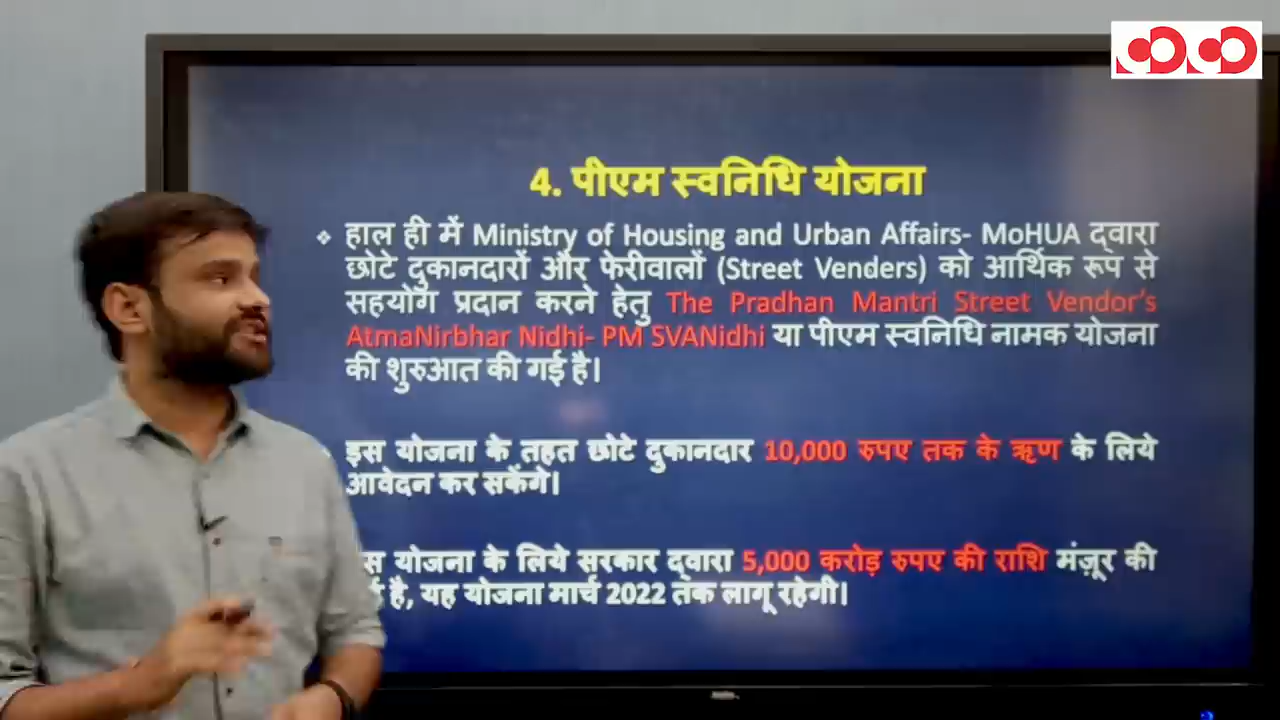 4. पीएम स्वनिधि योजना
हाल ही में Ministry of Housing and Urban Affairs- MoHUA द्वारा
छोटे दुकानदारों और फेरीवालों (Street Venders) को आर्थिक रूप से
सहयोग प्रदान करने हेतु The Pradhan Mantri Street Vendor's
AtmaNirbhar Nidhi- PM SVANidhi या पीएम स्वनिधि नामक योजना
की शुरुआत की गई है।
इस योजना के तहत छोटे दुकानदार 10,000 रुपए तक के ऋण के लिये
आवेदन कर सकेंगे।
योजना के लिये सरकार द्वारा 5,000 करोड़ रुपए की राशि मंज़ूर की
है, यह योजना मार्च 2022 तक लागू रहेगी।